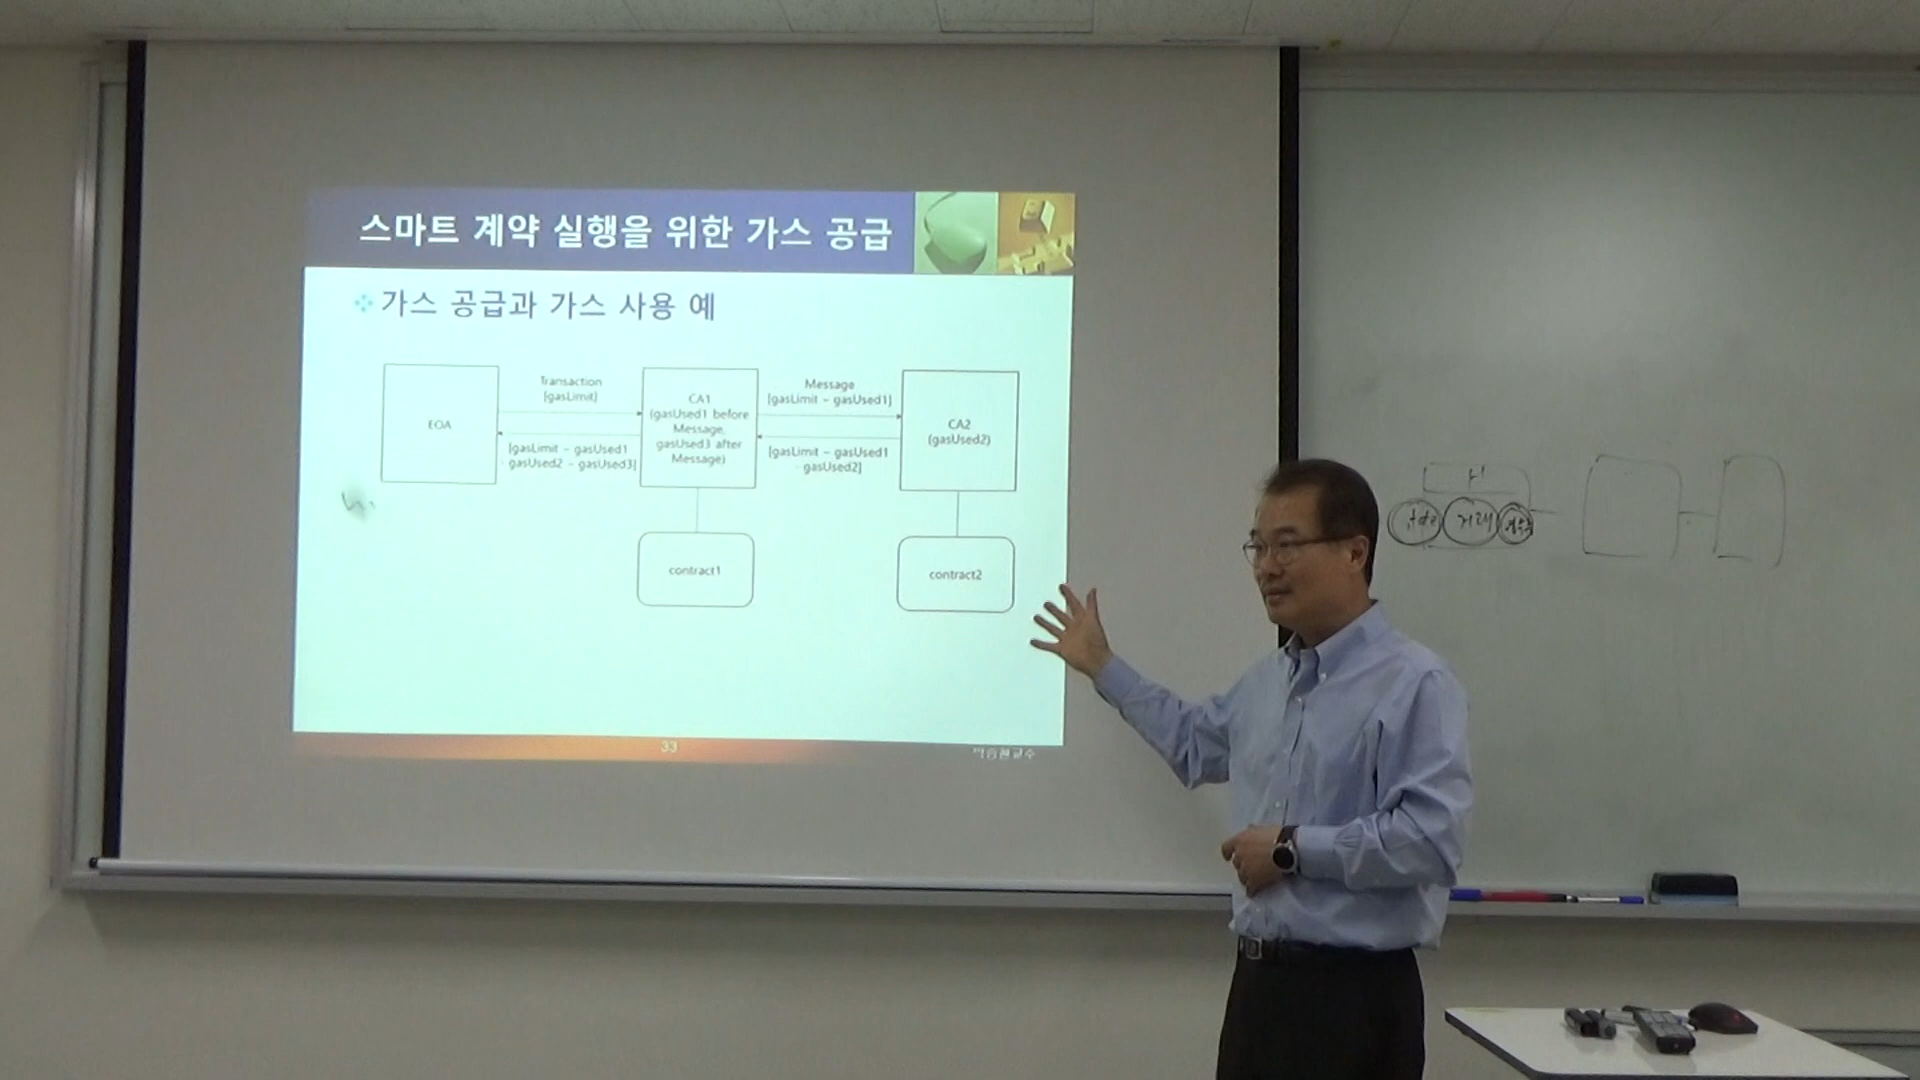 스마트 계약 실행을 위한 가스 공급
가스 공급과 가스 사용 예
EOA
Transaction
[gasLimit]
[gasLimit - gasUsed1
- gasUsed2 - gasUsed3]
CA1
(gasUsed1 before
Message,
gasUsed3 after
Message)
Message
[gasLimit - gasUsed1]
[gasLimit - gasUsed1
- gasUsed2]
CA2
(gasUsed2)
contract1
contract2
33
거래